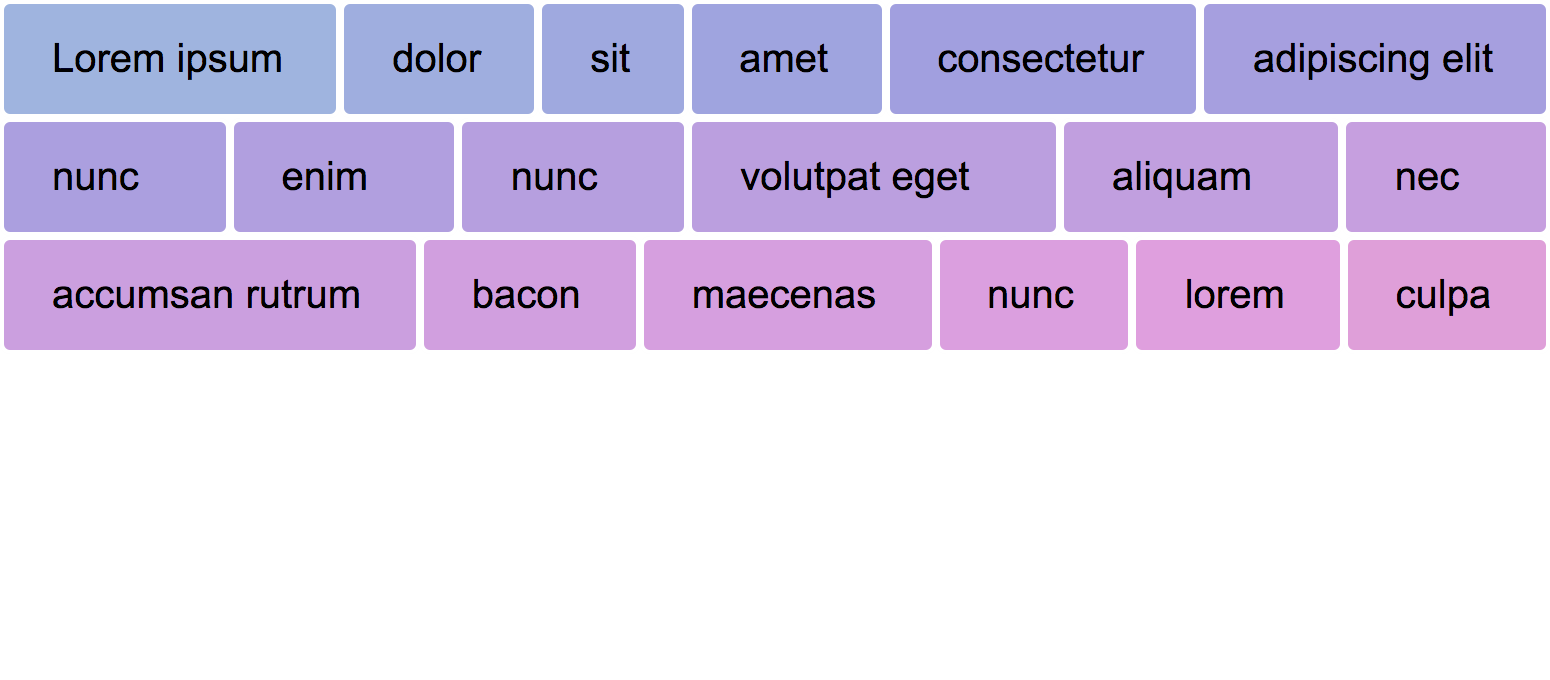 Lorem ipsum dolor sit amet consectetur adipiscing elit
nunc enim nunc volutpat eget aliquam nec
accumsan rutrum bacon maecenas nunc lorem culpa